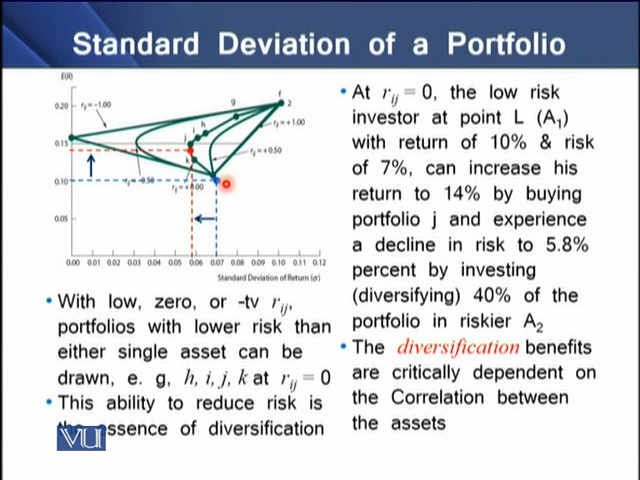 Standard Deviation of a Portfolio
E(R)
0.20
0.15
0.10
0.05
0.00 0.01 0.02 0.03 0.04 0.05 0.06 0.07 0.08 0.09 0.10 0.11 0.12
Standard Deviation of Return (σ)
rij = -1.00
f
2
g
h
i
j
k
rij = +1.00
rij = +0.50
• With low, zero, or -tv rij,
portfolios with lower risk than
either single asset can be
drawn, e. g, h, i, j, k at rij = 0
• This ability to reduce risk is
the essence of diversification
VU
• At rij = 0, the low risk
investor at point L (A1)
with return of 10% & risk
of 7%, can increase his
return to 14% by buying
portfolio j and experience
a decline in risk to 5.8%
percent by investing
(diversifying) 40% of the
portfolio in riskier A2
• The diversification benefits
are critically dependent on
the Correlation between
the assets